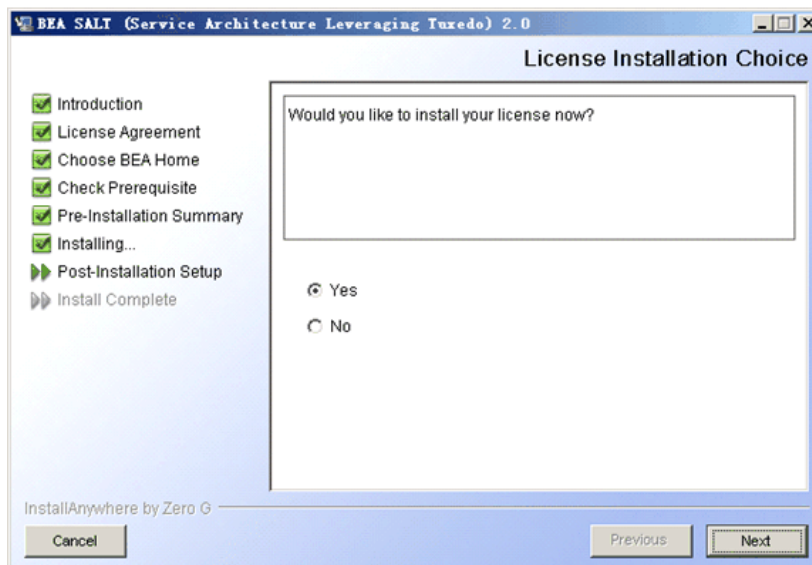 BEA SALT (Service Architecture Leveraging Tuxedo) 2.0
License Installation Choice
Introduction
License Agreement
Choose BEA Home
Check Prerequisite
Pre-Installation Summary
Installing...
Post-Installation Setup
Install Complete
Would you like to install your license now?
Yes
No
InstallAnywhere by Zero G
Cancel
Previous
Next